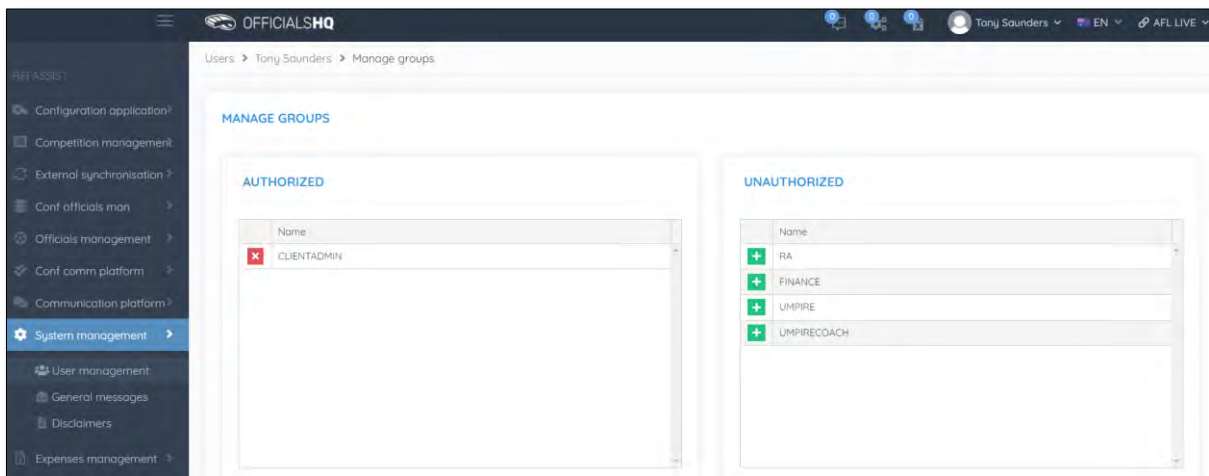 OFFICIALSHQ
0 0 0 Tony Saunders EN AFL LIVE
Users > Tony Saunders > Manage groups
REFASSIST
Configuration application
Competition management
External synchronisation
Conf officials man
Officials management
Conf comm platform
Communication platform
System management
User management
General messages
Disclaimers
Expenses management
MANAGE GROUPS
AUTHORIZED
Name
CLIENTADMIN
UNAUTHORIZED
Name
RA
FINANCE
UMPIRE
UMPIRECOACH